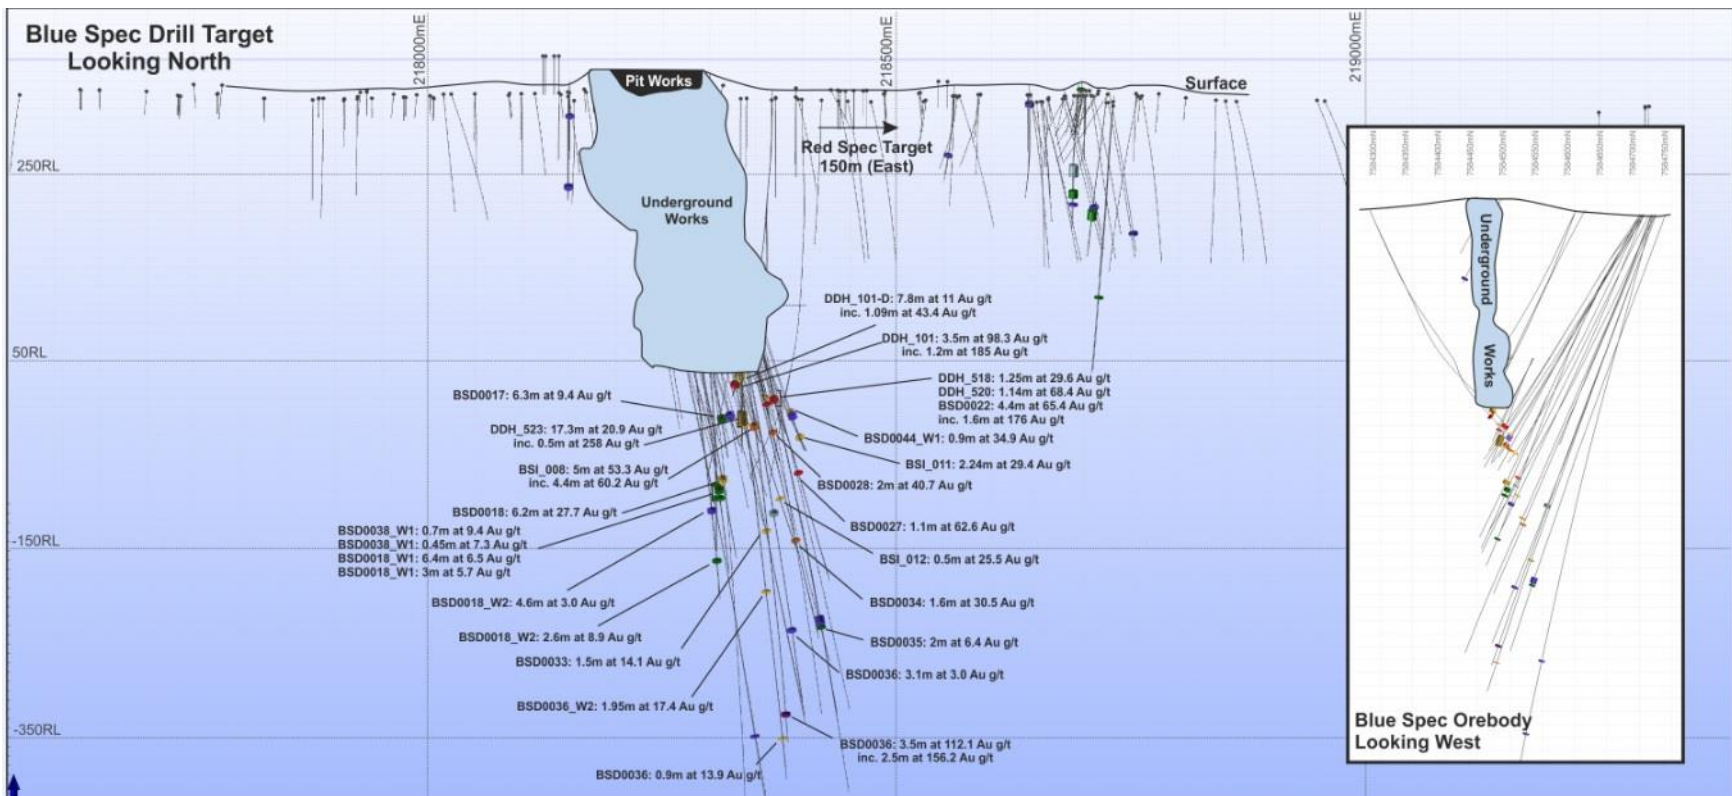 Blue Spec Drill Target
Looking North
218000mE
218500mE
219000mE
Pit Works
Surface
Red Spec Target
150m (East)
250RL
Underground
Works
50RL
-150RL
-350RL
DDH_101-D: 7.8m at 11 Au g/t
inc. 1.09m at 43.4 Au g/t
DDH_101: 3.5m at 98.3 Au g/t
inc. 1.2m at 185 Au g/t
DDH_518: 1.25m at 29.6 Au g/t
DDH_520: 1.14m at 68.4 Au g/t
BSD0022: 4.4m at 65.4 Au g/t
inc. 1.6m at 176 Au g/t
BSD0044_W1: 0.9m at 34.9 Au g/t
BSI_011: 2.24m at 29.4 Au g/t
BSD0028: 2m at 40.7 Au g/t
BSD0027: 1.1m at 62.6 Au g/t
BSI_012: 0.5m at 25.5 Au g/t
BSD0034: 1.6m at 30.5 Au g/t
BSD0035: 2m at 6.4 Au g/t
BSD0036: 3.1m at 3.0 Au g/t
BSD0036: 3.5m at 112.1 Au g/t
inc. 2.5m at 156.2 Au g/t
BSD0017: 6.3m at 9.4 Au g/t
DDH_523: 17.3m at 20.9 Au g/t
inc. 0.5m at 258 Au g/t
BSI_008: 5m at 53.3 Au g/t
inc. 4.4m at 60.2 Au g/t
BSD0018: 6.2m at 27.7 Au g/t
BSD0038_W1: 0.7m at 9.4 Au g/t
BSD0038_W1: 0.45m at 7.3 Au g/t
BSD0018_W1: 6.4m at 6.5 Au g/t
BSD0018_W1: 3m at 5.7 Au g/t
BSD0018_W2: 4.6m at 3.0 Au g/t
BSD0018_W2: 2.6m at 8.9 Au g/t
BSD0033: 1.5m at 14.1 Au g/t
BSD0036_W2: 1.95m at 17.4 Au g/t
BSD0036: 0.9m at 13.9 Au g/t
7584300mN
7584350mN
7584400mN
7584450mN
7584500mN
7584550mN
7584600mN
7584650mN
7584700mN
7584750mN
Underground
Works
Blue Spec Orebody
Looking West